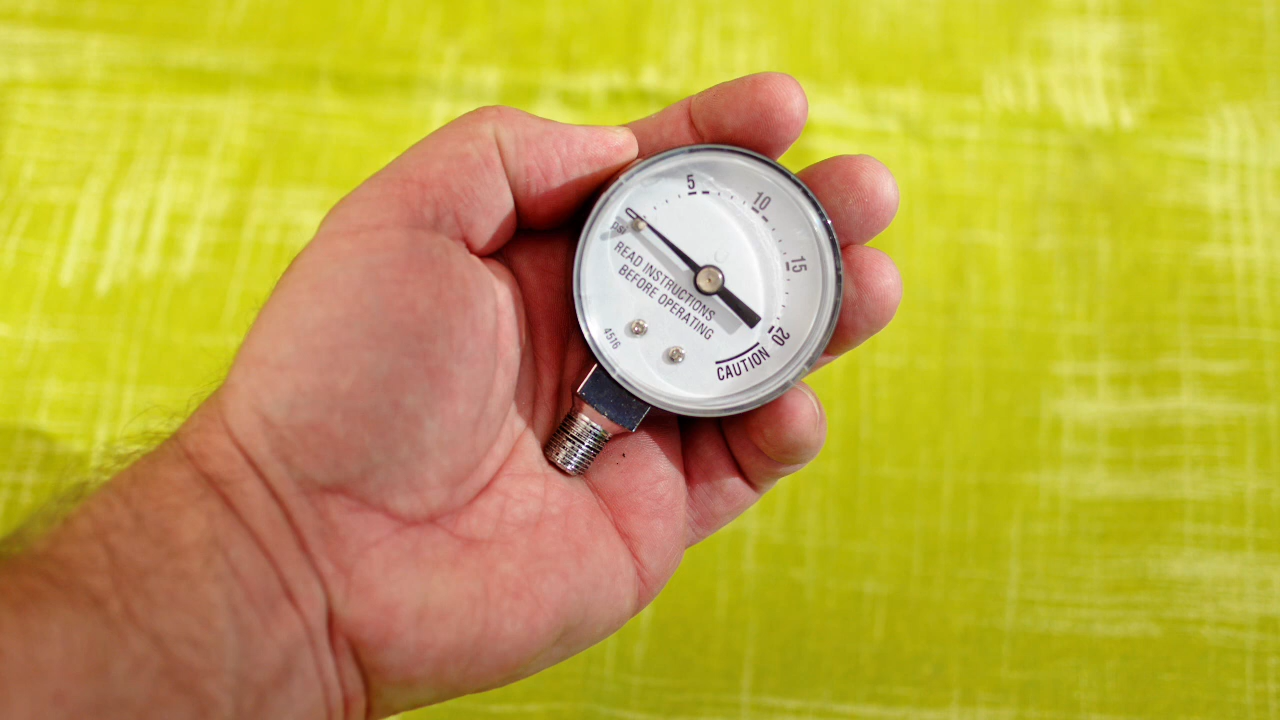 5
10
15
20
psi
READ INSTRUCTIONS
BEFORE OPERATING
4516
CAUTION